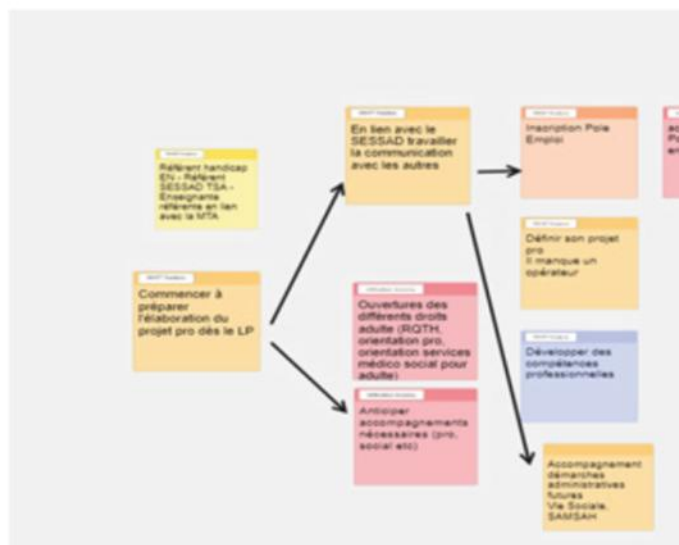 Référent handicap
EN - Référent
SESSAD TSA -
Enseignante
référente en lien
avec la MTA
Commencer à
préparer
l'élaboration du
projet pro dès le LP
En lien avec le
SESSAD travailler
la communication
avec les autres
Ouvertures des
différents droits
adulte (RQTH,
orientation pro,
orientation services
médico social pour
adulte)
Anticiper
accompagnements
nécessaires (pro,
social etc)
Inscription Pole
Emploi
Définir son projet
pro
Il manque un
opérateur
Développer des
compétences
professionnelles
Accompagnement
démarches
administratives
futures
Vie Sociale,
SAMSAH